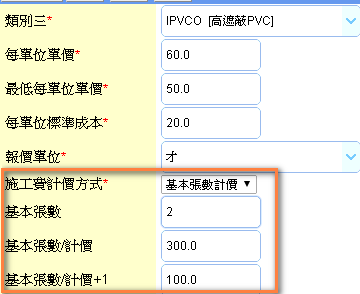 類別三* IPVCO [高遮蔽PVC]
每單位單價* 60.0
最低每單位單價* 50.0
每單位標準成本* 20.0
報價單位* 才
施工費計價方式* 基本張數計價
基本張數 2
基本張數/計價 300.0
基本張數/計價+1 100.0